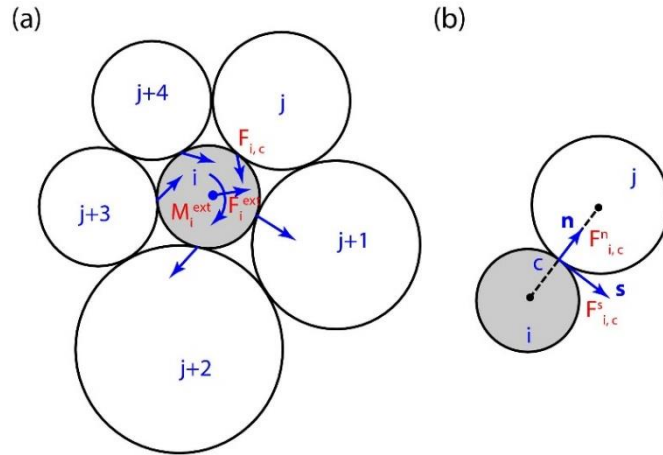 (a)
(b)
j+4
j
F i, c
i
j+3
M i ext
F i ext
j+1
j+2
j
n
F n i, c
c
s
F s i, c
i